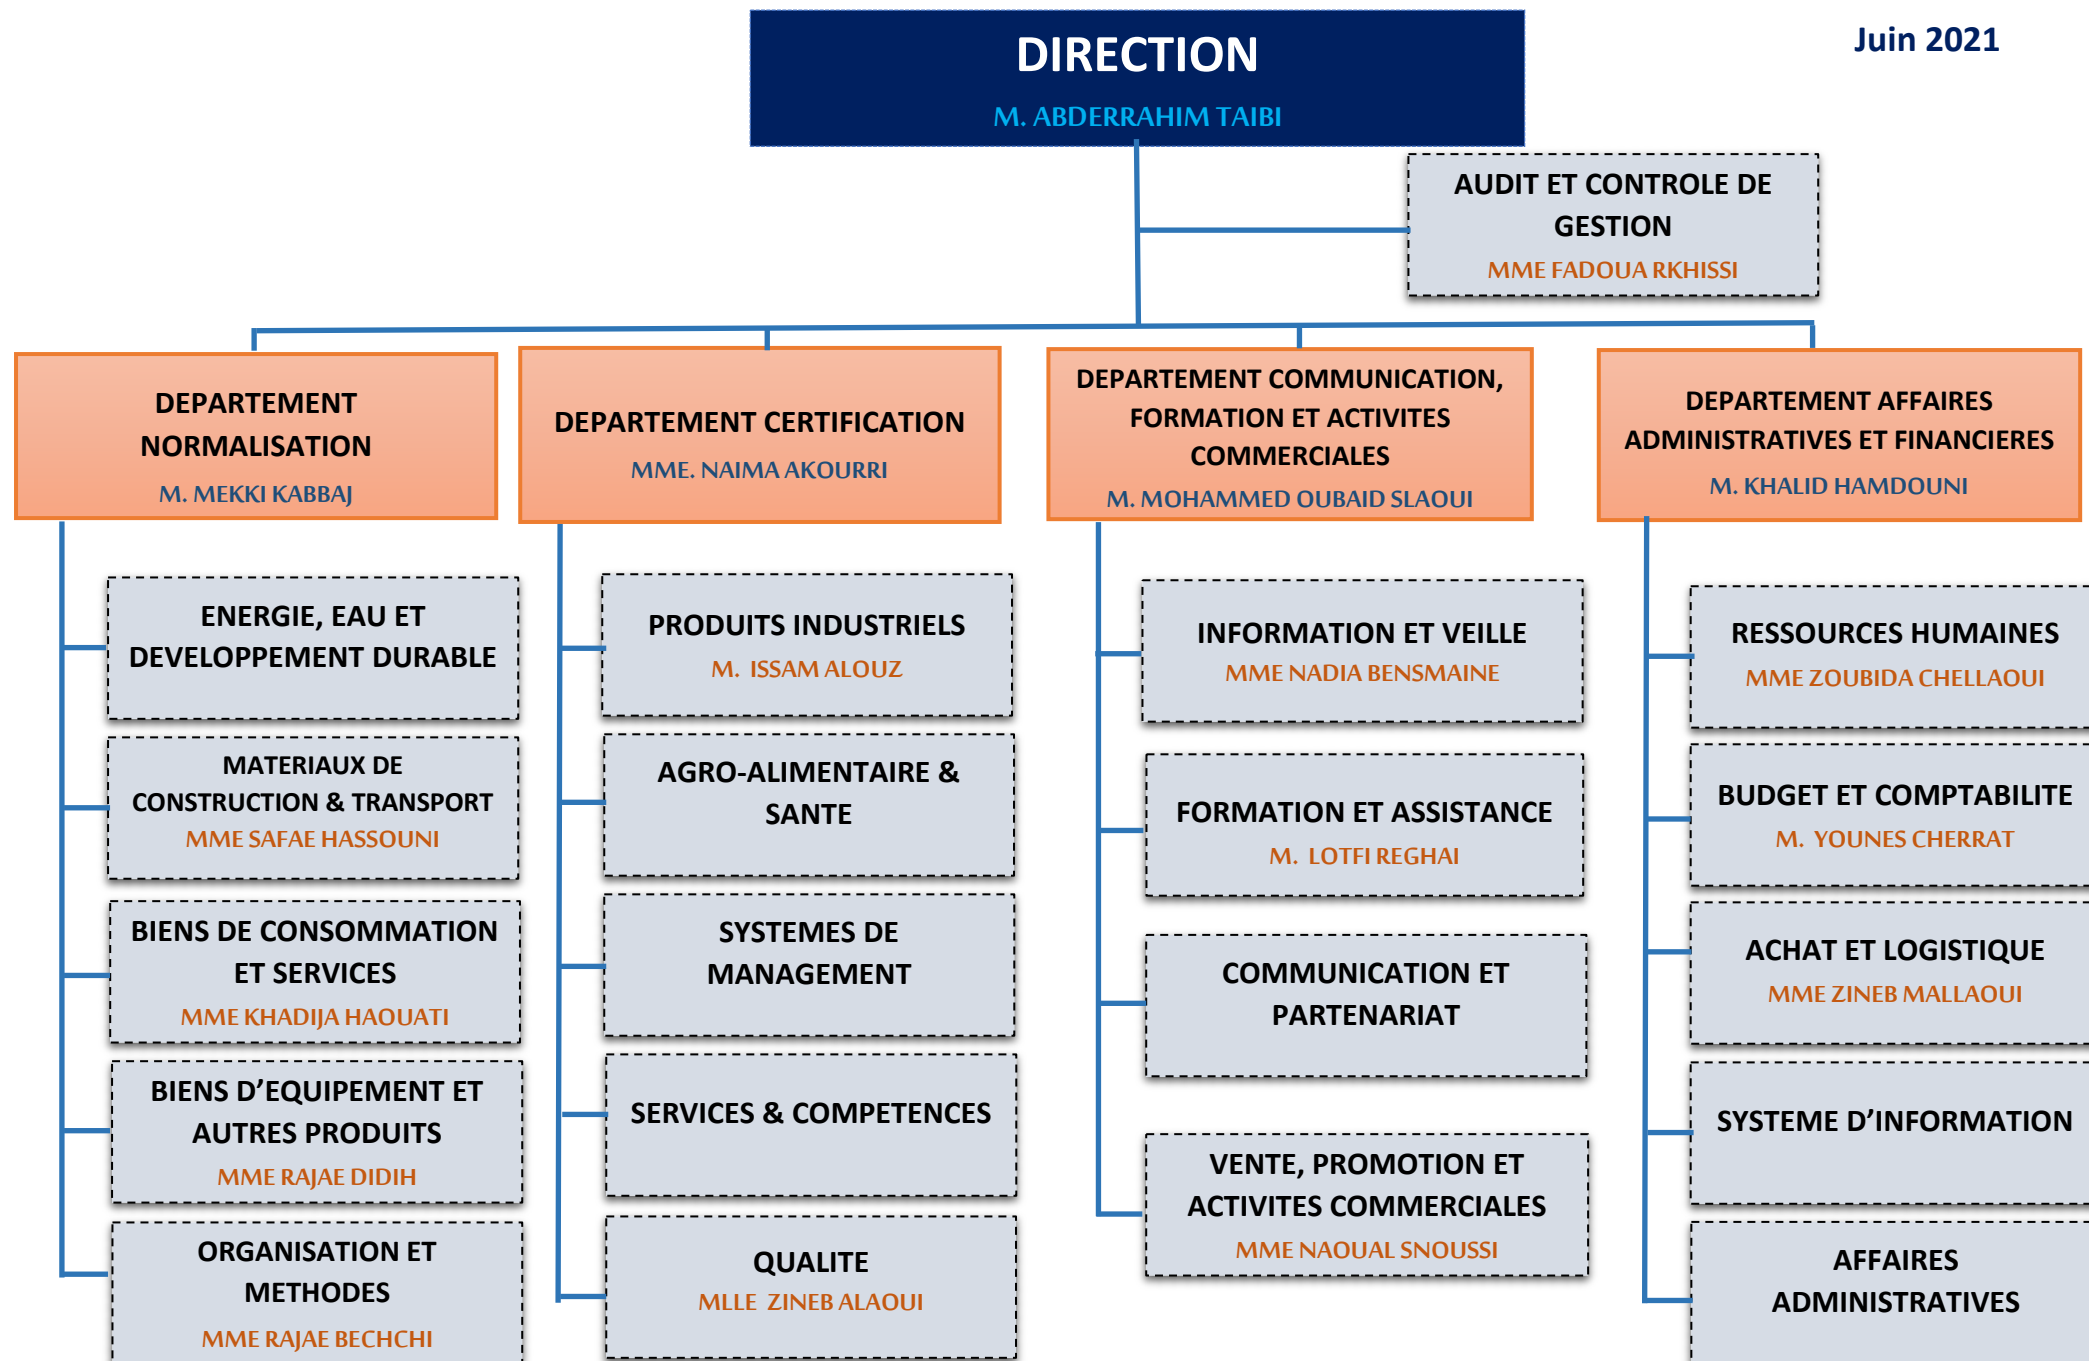 DIRECTION
M. ABDERRAHIM TAIBI
Juin 2021
AUDIT ET CONTROLE DE
GESTION
MME FADOUA RKHISSI
DEPARTEMENT
NORMALISATION
M. MEKKI KABBAJ
ENERGIE, EAU ET
DEVELOPPEMENT DURABLE
MATERIAUX DE
CONSTRUCTION & TRANSPORT
MME SAFAE HASSOUNI
BIENS DE CONSOMMATION
ET SERVICES
MME KHADIJA HAOUATI
BIENS D’EQUIPEMENT ET
AUTRES PRODUITS
MME RAJAE DIDIH
ORGANISATION ET
METHODES
MME RAJAE BECHCHI
DEPARTEMENT CERTIFICATION
MME. NAIMA AKOURRI
PRODUITS INDUSTRIELS
M. ISSAM ALOUZ
AGRO-ALIMENTAIRE &
SANTE
SYSTEMES DE
MANAGEMENT
SERVICES & COMPETENCES
QUALITE
MLLE ZINEB ALAOUI
DEPARTEMENT COMMUNICATION,
FORMATION ET ACTIVITES
COMMERCIALES
M. MOHAMMED OUBAID SLAOUI
INFORMATION ET VEILLE
MME NADIA BENSMAINE
FORMATION ET ASSISTANCE
M. LOTFI REGHAI
COMMUNICATION ET
PARTENARIAT
VENTE, PROMOTION ET
ACTIVITES COMMERCIALES
MME NAOUAL SNOUSSI
DEPARTEMENT AFFAIRES
ADMINISTRATIVES ET FINANCIERES
M. KHALID HAMDOUNI
RESSOURCES HUMAINES
MME ZOUBIDA CHELLAOUI
BUDGET ET COMPTABILITE
M. YOUNES CHERRAT
ACHAT ET LOGISTIQUE
MME ZINEB MALLAOUI
SYSTEME D’INFORMATION
AFFAIRES
ADMINISTRATIVES